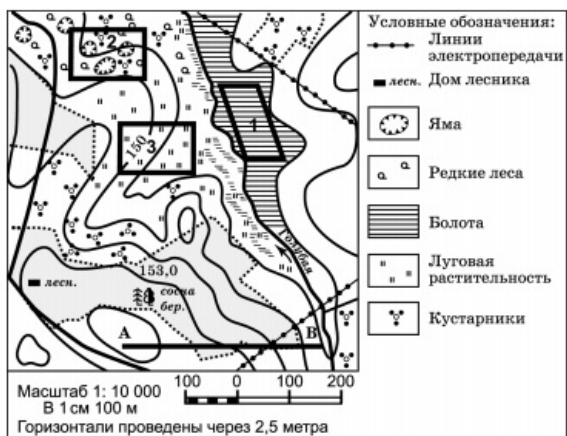 2
1
150
3
Голубая
153,0
лесн.
сосна
бер.
А
В
Условные обозначения:
Линии
электропередачи
лесн. Дом лесника
Яма
Редкие леса
Болота
Луговая
растительность
Кустарники
Масштаб 1: 10 000
В 1 см 100 м
100 0 100 200
Горизонтали проведены через 2,5 метра